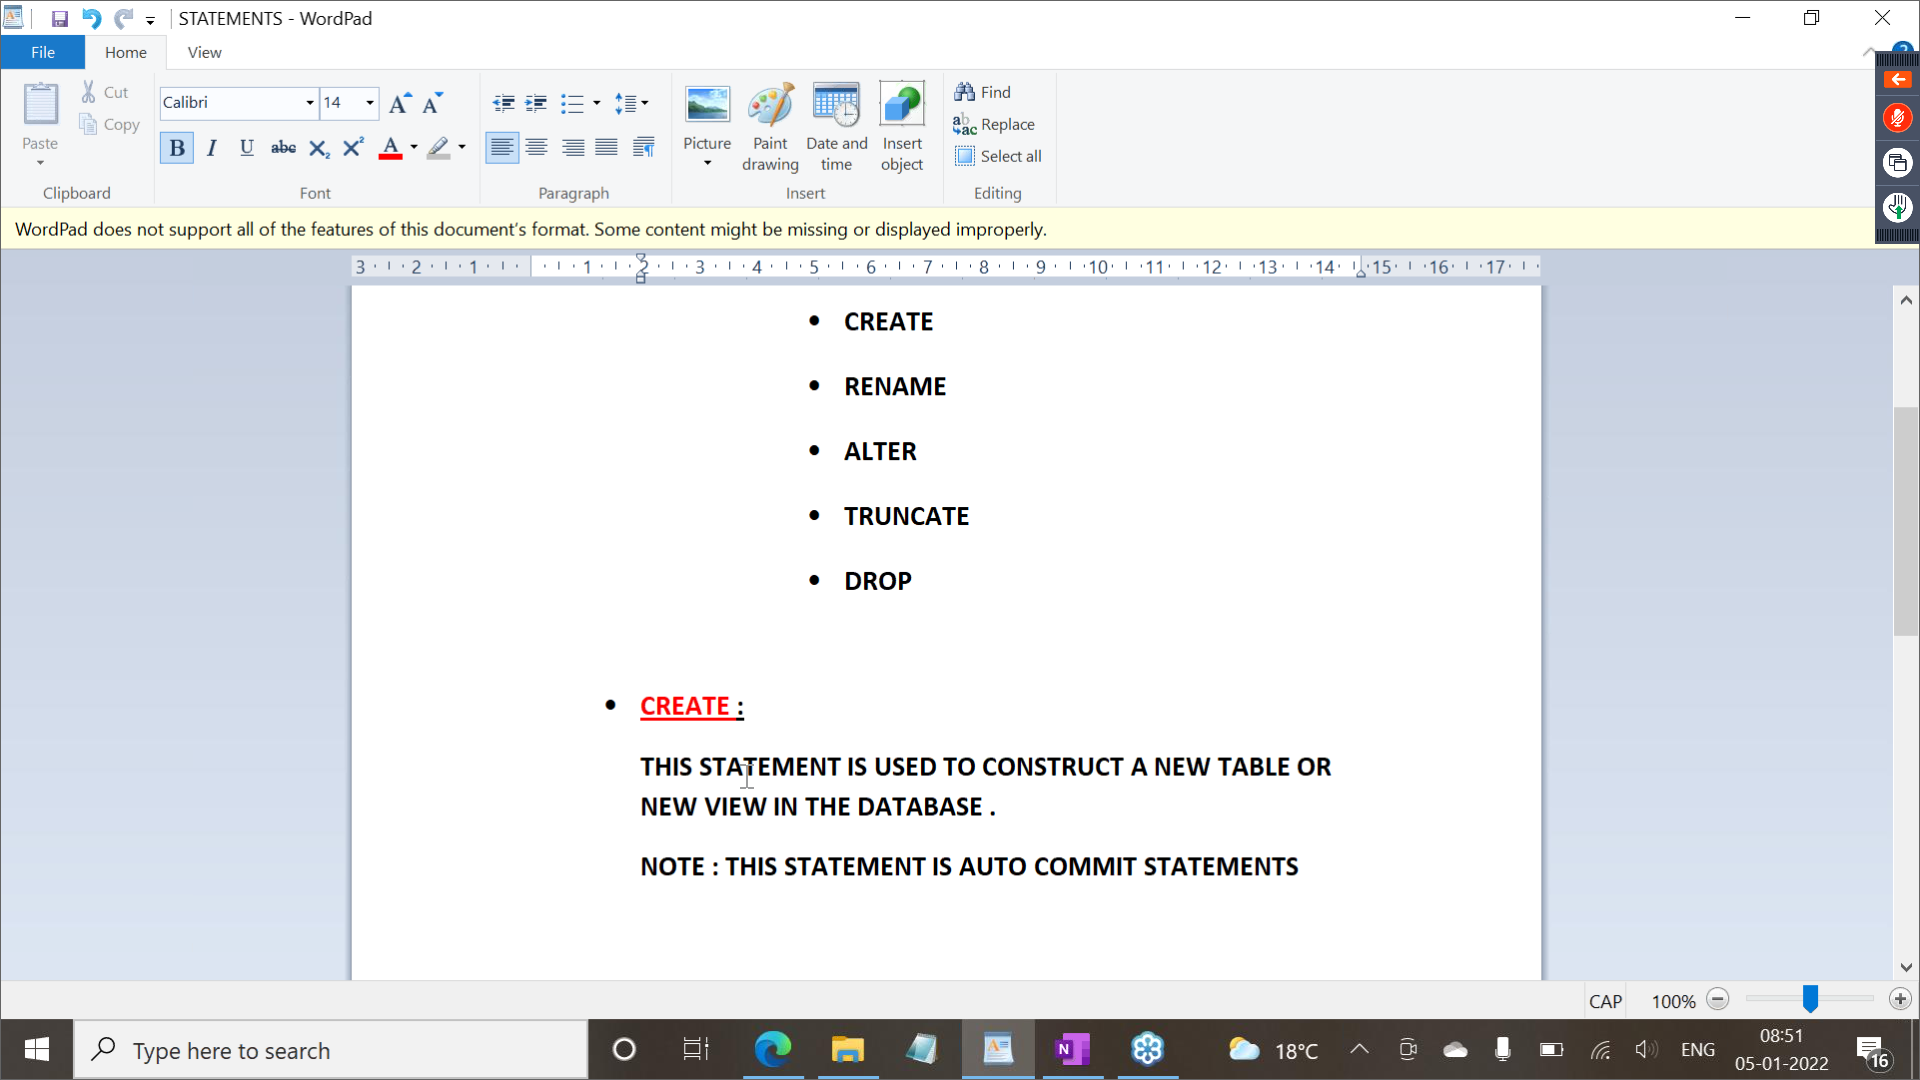 STATEMENTS - WordPad
File Home View
Paste
Cut
Copy
Clipboard
Calibri 14
B I U abc X₂ X² A
Font
Paragraph
Picture
Paint drawing
Date and time
Insert object
Insert
Find
Replace
Select all
Editing
WordPad does not support all of the features of this document's format. Some content might be missing or displayed improperly.
3 2 1 1 2 3 4 5 6 7 8 9 10 11 12 13 14 15 16 17
• CREATE
• RENAME
• ALTER
• TRUNCATE
• DROP
• CREATE :
THIS STATEMENT IS USED TO CONSTRUCT A NEW TABLE OR
NEW VIEW IN THE DATABASE .
NOTE : THIS STATEMENT IS AUTO COMMIT STATEMENTS
CAP 100%
Type here to search
18°C
ENG
08:51
05-01-2022
16